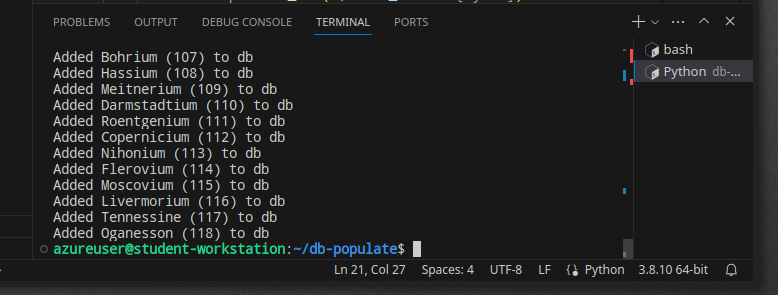 PROBLEMS OUTPUT DEBUG CONSOLE TERMINAL PORTS
bash
Python db-...
Added Bohrium (107) to db
Added Hassium (108) to db
Added Meitnerium (109) to db
Added Darmstadtium (110) to db
Added Roentgenium (111) to db
Added Copernicium (112) to db
Added Nihonium (113) to db
Added Flerovium (114) to db
Added Moscovium (115) to db
Added Livermorium (116) to db
Added Tennessine (117) to db
Added Oganesson (118) to db
azureuser@student-workstation:~/db-populate$
Ln 21, Col 27 Spaces: 4 UTF-8 LF Python 3.8.10 64-bit